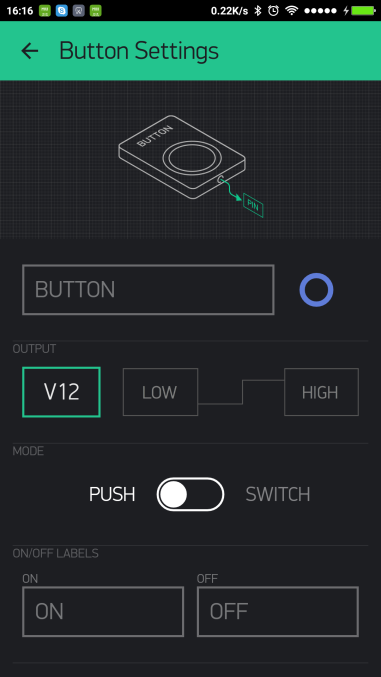 16:16 0.22K/s
Button Settings
BUTTON
PIN
BUTTON
OUTPUT
V12 LOW HIGH
MODE
PUSH SWITCH
ON/OFF LABELS
ON OFF
ON OFF